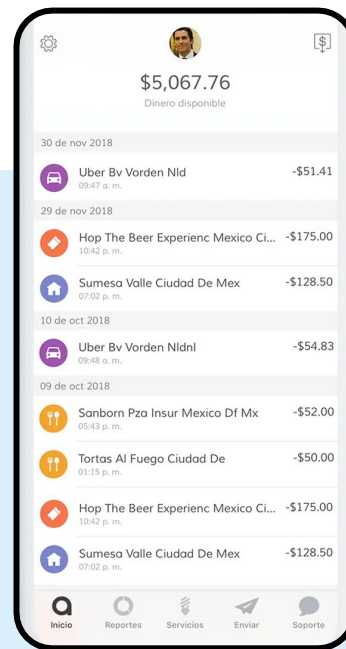 $
$5,067.76
Dinero disponible
30 de nov 2018
Uber Bv Vorden Nld -$51.41
09:47 a. m.
29 de nov 2018
Hop The Beer Experienc Mexico Ci... -$175.00
10:42 p. m.
Sumesa Valle Ciudad De Mex -$128.50
07:02 p. m.
10 de oct 2018
Uber Bv Vorden Nldnl -$54.83
09:48 a. m.
09 de oct 2018
Sanborn Pza Insur Mexico Df Mx -$52.00
05:43 p. m.
Tortas Al Fuego Ciudad De -$50.00
01:15 p. m.
Hop The Beer Experienc Mexico Ci... -$175.00
10:42 p. m.
Sumesa Valle Ciudad De Mex -$128.50
07:02 p. m.
Inicio Reportes Servicios Enviar Soporte